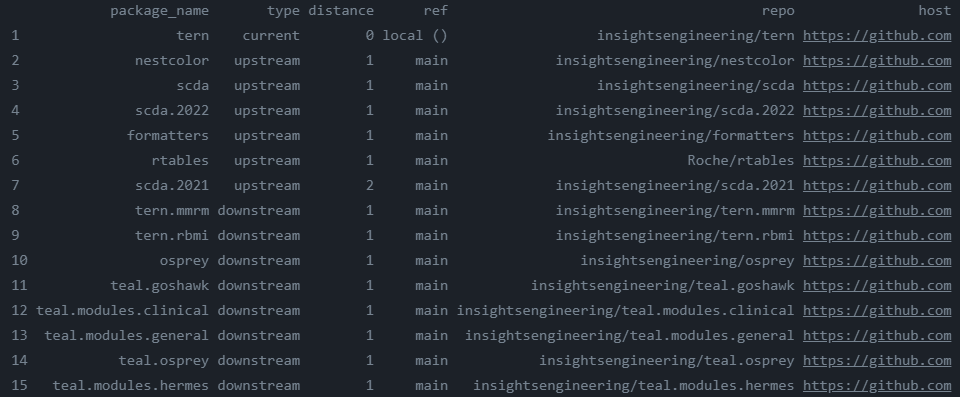 package_name type distance ref repo host
1 tern current 0 local () insightsengineering/tern https://github.com
2 nestcolor upstream 1 main insightsengineering/nestcolor https://github.com
3 scda upstream 1 main insightsengineering/scda https://github.com
4 scda.2022 upstream 1 main insightsengineering/scda.2022 https://github.com
5 formatters upstream 1 main insightsengineering/formatters https://github.com
6 rtables upstream 1 main Roche/rtables https://github.com
7 scda.2021 upstream 2 main insightsengineering/scda.2021 https://github.com
8 tern.mmrm downstream 1 main insightsengineering/tern.mmrm https://github.com
9 tern.rbmi downstream 1 main insightsengineering/tern.rbmi https://github.com
10 osprey downstream 1 main insightsengineering/osprey https://github.com
11 teal.goshawk downstream 1 main insightsengineering/teal.goshawk https://github.com
12 teal.modules.clinical downstream 1 main insightsengineering/teal.modules.clinical https://github.com
13 teal.modules.general downstream 1 main insightsengineering/teal.modules.general https://github.com
14 teal.osprey downstream 1 main insightsengineering/teal.osprey https://github.com
15 teal.modules.hermes downstream 1 main insightsengineering/teal.modules.hermes https://github.com